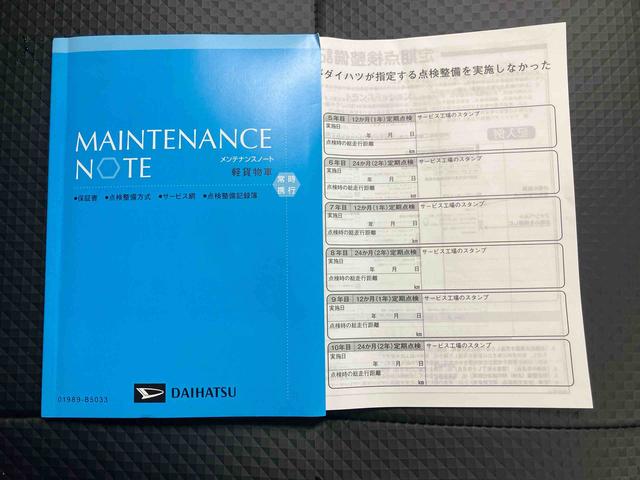 MAINTENANCE
NOTE
メンテナンスノート
軽貨物車
常時
携行
•保証書 •点検整備方式 •サービス網 •点検整備記録簿
DAIHATSU
01989-B5033
ダイハツが指定する点検整備を実施しなかった
5年目 12か月(1年)定期点検 サービス工場のスタンプ
実施日
年 月 日
点検時の総走行距離
km
6年目 24か月(2年)定期点検 サービス工場のスタンプ
実施日
年 月 日
点検時の総走行距離
km
7年目 12か月(1年)定期点検 サービス工場のスタンプ
実施日
年 月 日
点検時の総走行距離
km
8年目 24か月(2年)定期点検 サービス工場のスタンプ
実施日
年 月 日
点検時の総走行距離
km
9年目 12か月(1年)定期点検 サービス工場のスタンプ
実施日
年 月 日
点検時の総走行距離
km
10年目 24か月(2年)定期点検 サービス工場のスタンプ
実施日
年 月 日
点検時の総走行距離
km